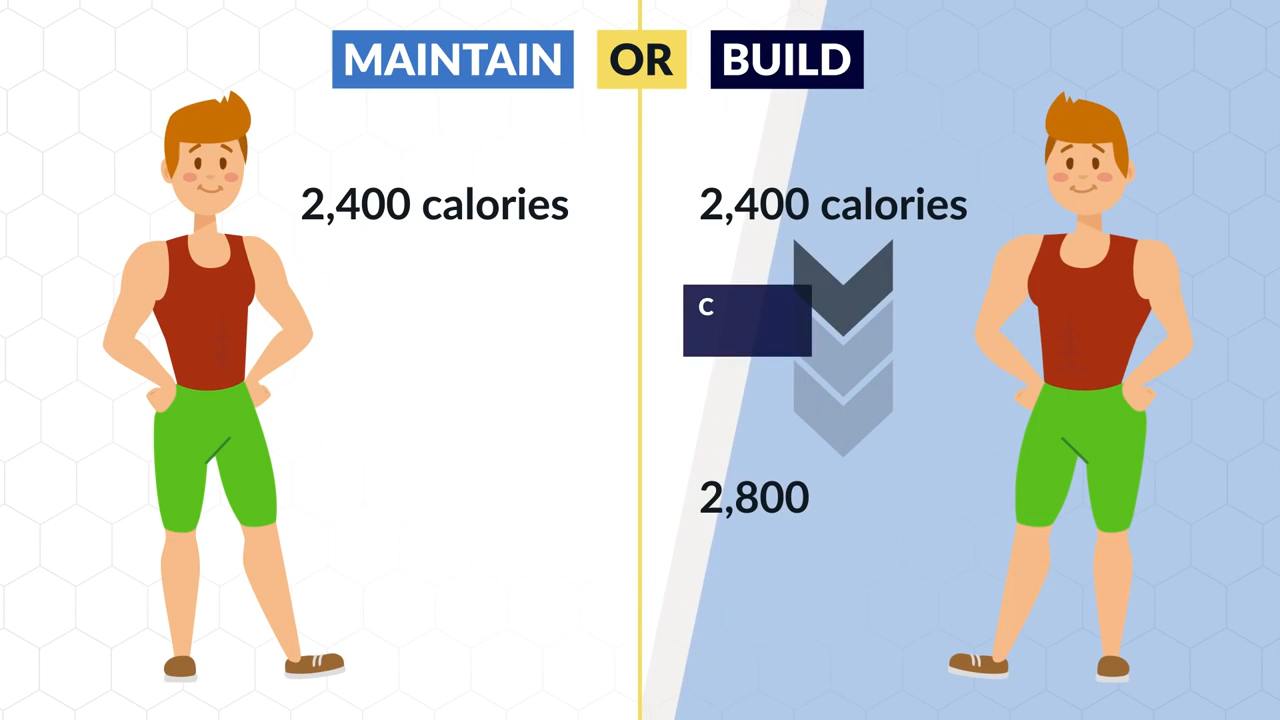 MAINTAIN OR BUILD
2,400 calories
2,400 calories
C
2,800